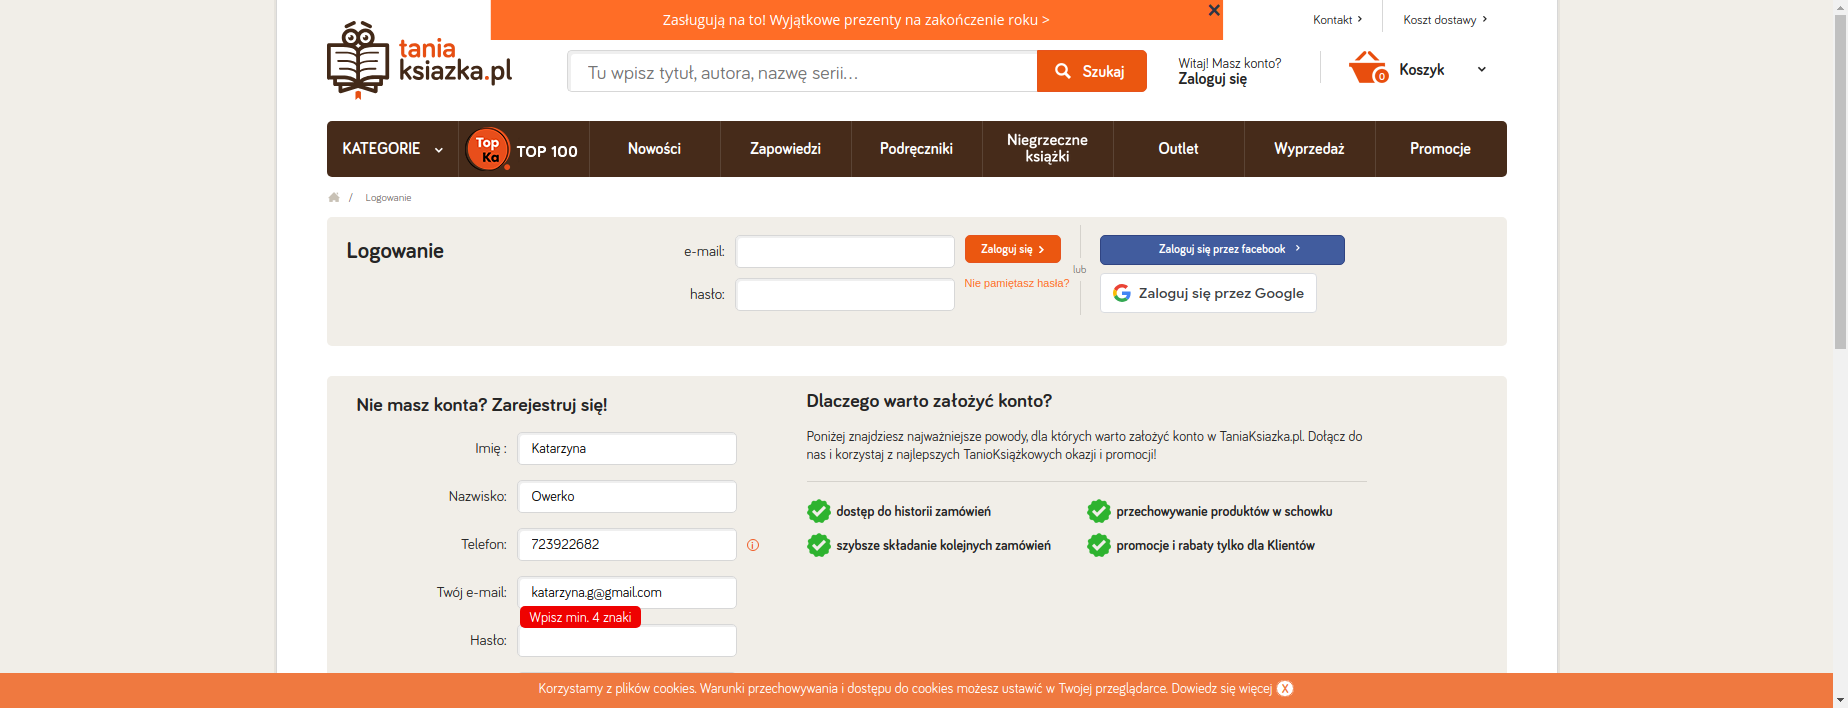 Zasługują na to! Wyjątkowe prezenty na zakończenie roku >
Kontakt
Koszt dostawy
tania
ksiazka.pl
Tu wpisz tytuł, autora, nazwę serii...
Szukaj
Witaj! Masz konto?
Zaloguj się
0
Koszyk
KATEGORIE
Top
Ka
TOP 100
Nowości
Zapowiedzi
Podręczniki
Niegrzeczne
książki
Outlet
Wyprzedaż
Promocje
/ Logowanie
Logowanie
e-mail:
Zaloguj się
Zaloguj się przez facebook
lub
hasło:
Nie pamiętasz hasła?
Zaloguj się przez Google
Nie masz konta? Zarejestruj się!
Imię :
Katarzyna
Nazwisko:
Owerko
Telefon:
723922682
Twój e-mail:
katarzyna.g@gmail.com
Wpisz min. 4 znaki
Hasło:
Dlaczego warto założyć konto?
Poniżej znajdziesz najważniejsze powody, dla których warto założyć konto w TaniaKsiazka.pl. Dołącz do
nas i korzystaj z najlepszych TanioKsiążkowych okazji i promocji!
dostęp do historii zamówień
przechowywanie produktów w schowku
szybsze składanie kolejnych zamówień
promocje i rabaty tylko dla Klientów
Korzystamy z plików cookies. Warunki przechowywania i dostępu do cookies możesz ustawić w Twojej przeglądarce. Dowiedz się więcej X